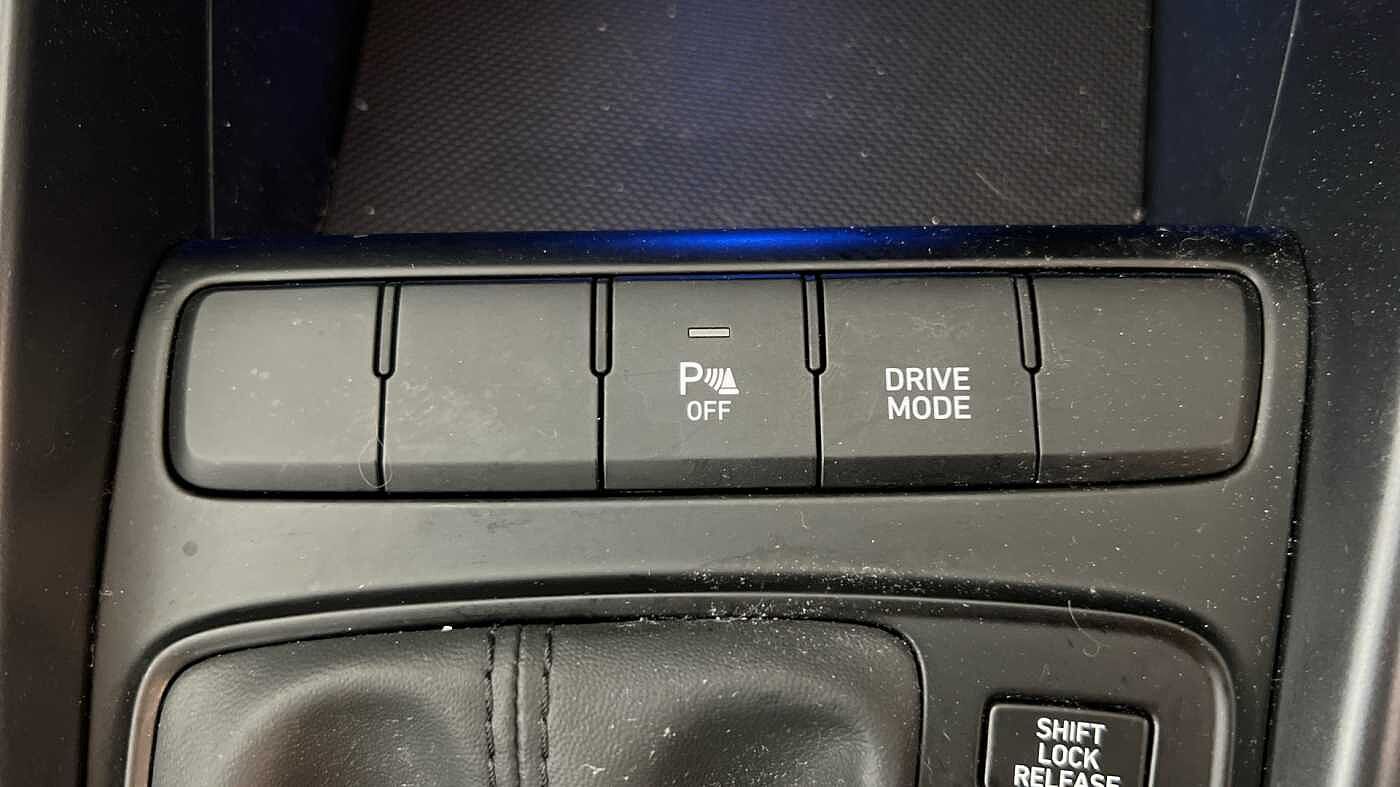 P
OFF
DRIVE
MODE
SHIFT
LOCK
RELEASE